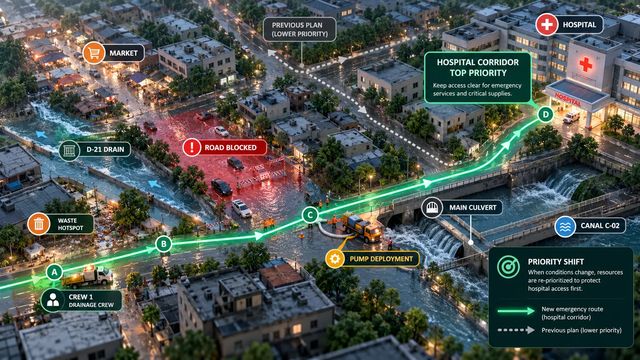 PREVIOUS PLAN
(LOWER PRIORITY)
HOSPITAL
MARKET
HOSPITAL CORRIDOR
TOP PRIORITY
Keep access clear for emergency
services and critical supplies.
HOSPITAL
D
D-21 DRAIN
ROAD BLOCKED
MAIN CULVERT
C
WASTE
HOTSPOT
CANAL C-02
B
PUMP DEPLOYMENT
A
CREW 1
DRAINAGE CREW
PRIORITY SHIFT
When conditions change, resources
are re-prioritized to protect
hospital access first.
New emergency route
(hospital corridor)
Previous plan (lower priority)